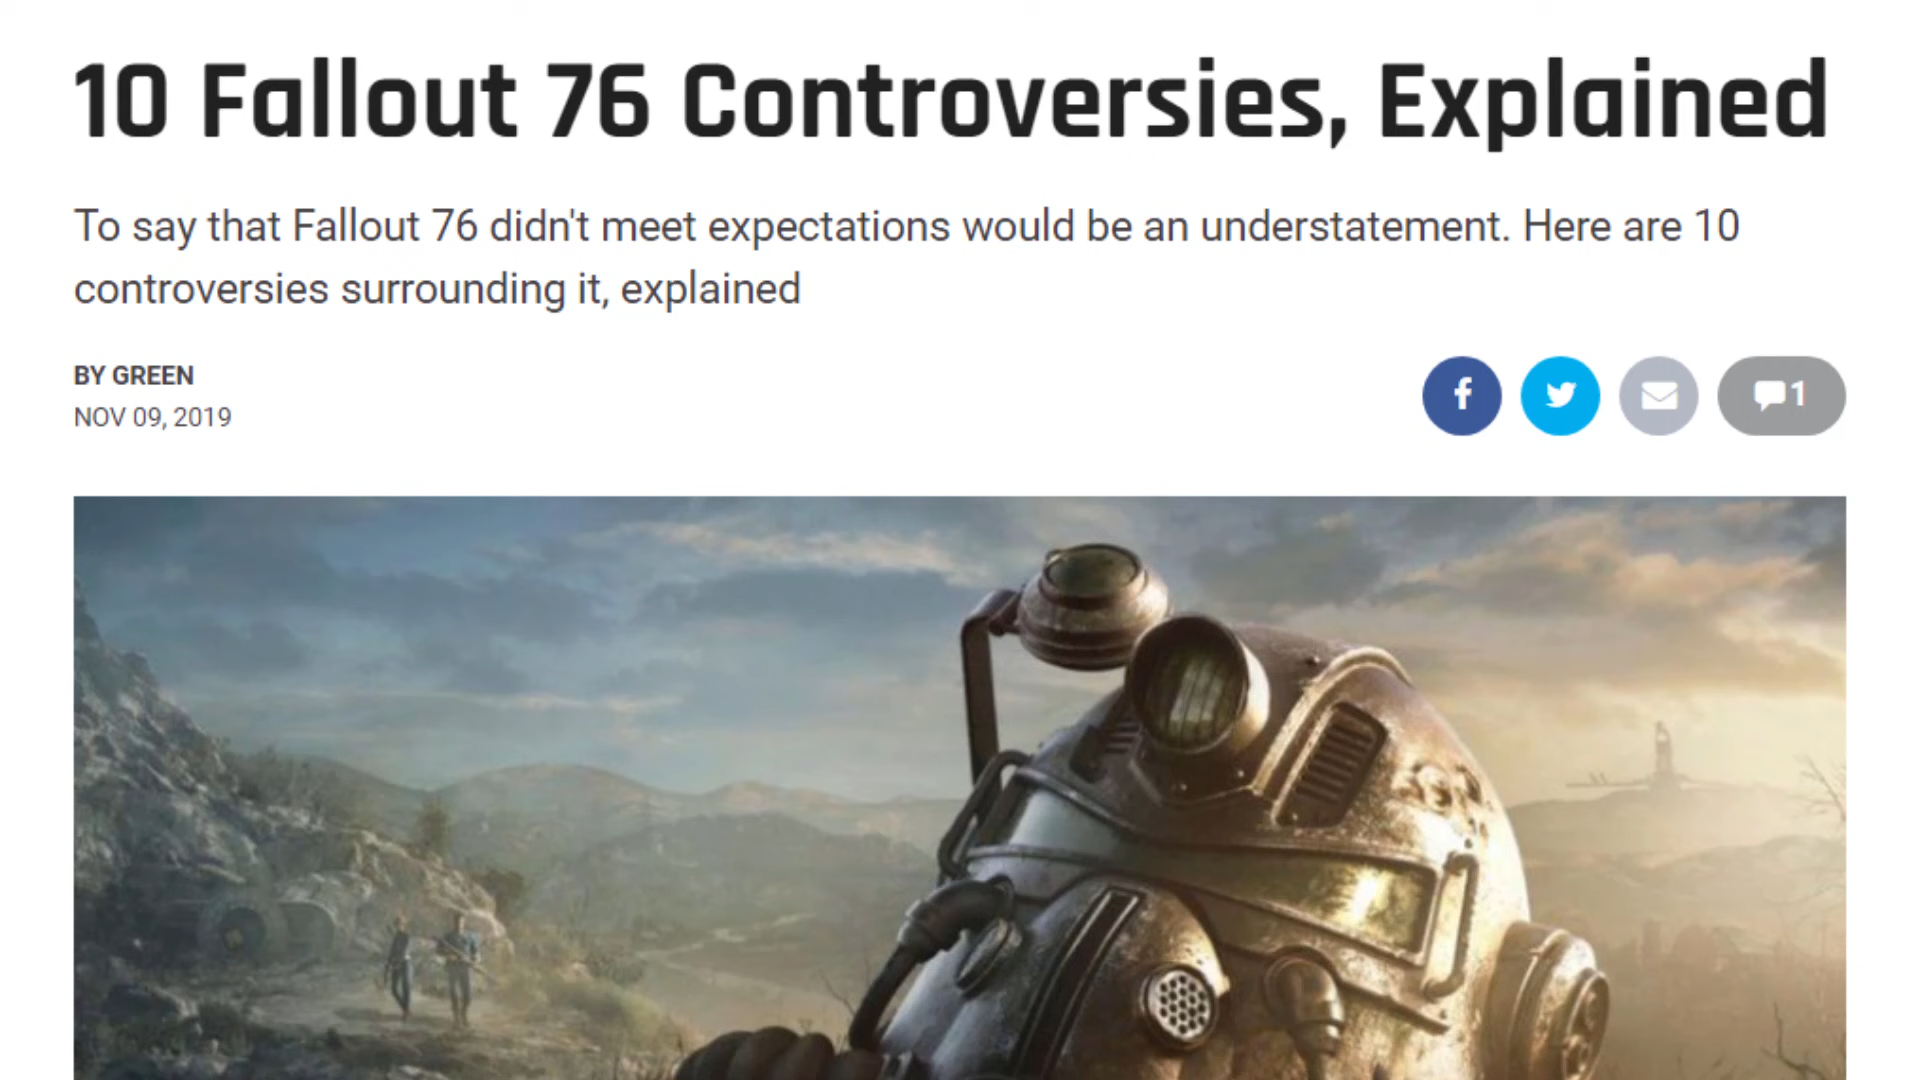 10 Fallout 76 Controversies, Explained
To say that Fallout 76 didn't meet expectations would be an understatement. Here are 10
controversies surrounding it, explained
BY GREEN
NOV 09, 2019
1